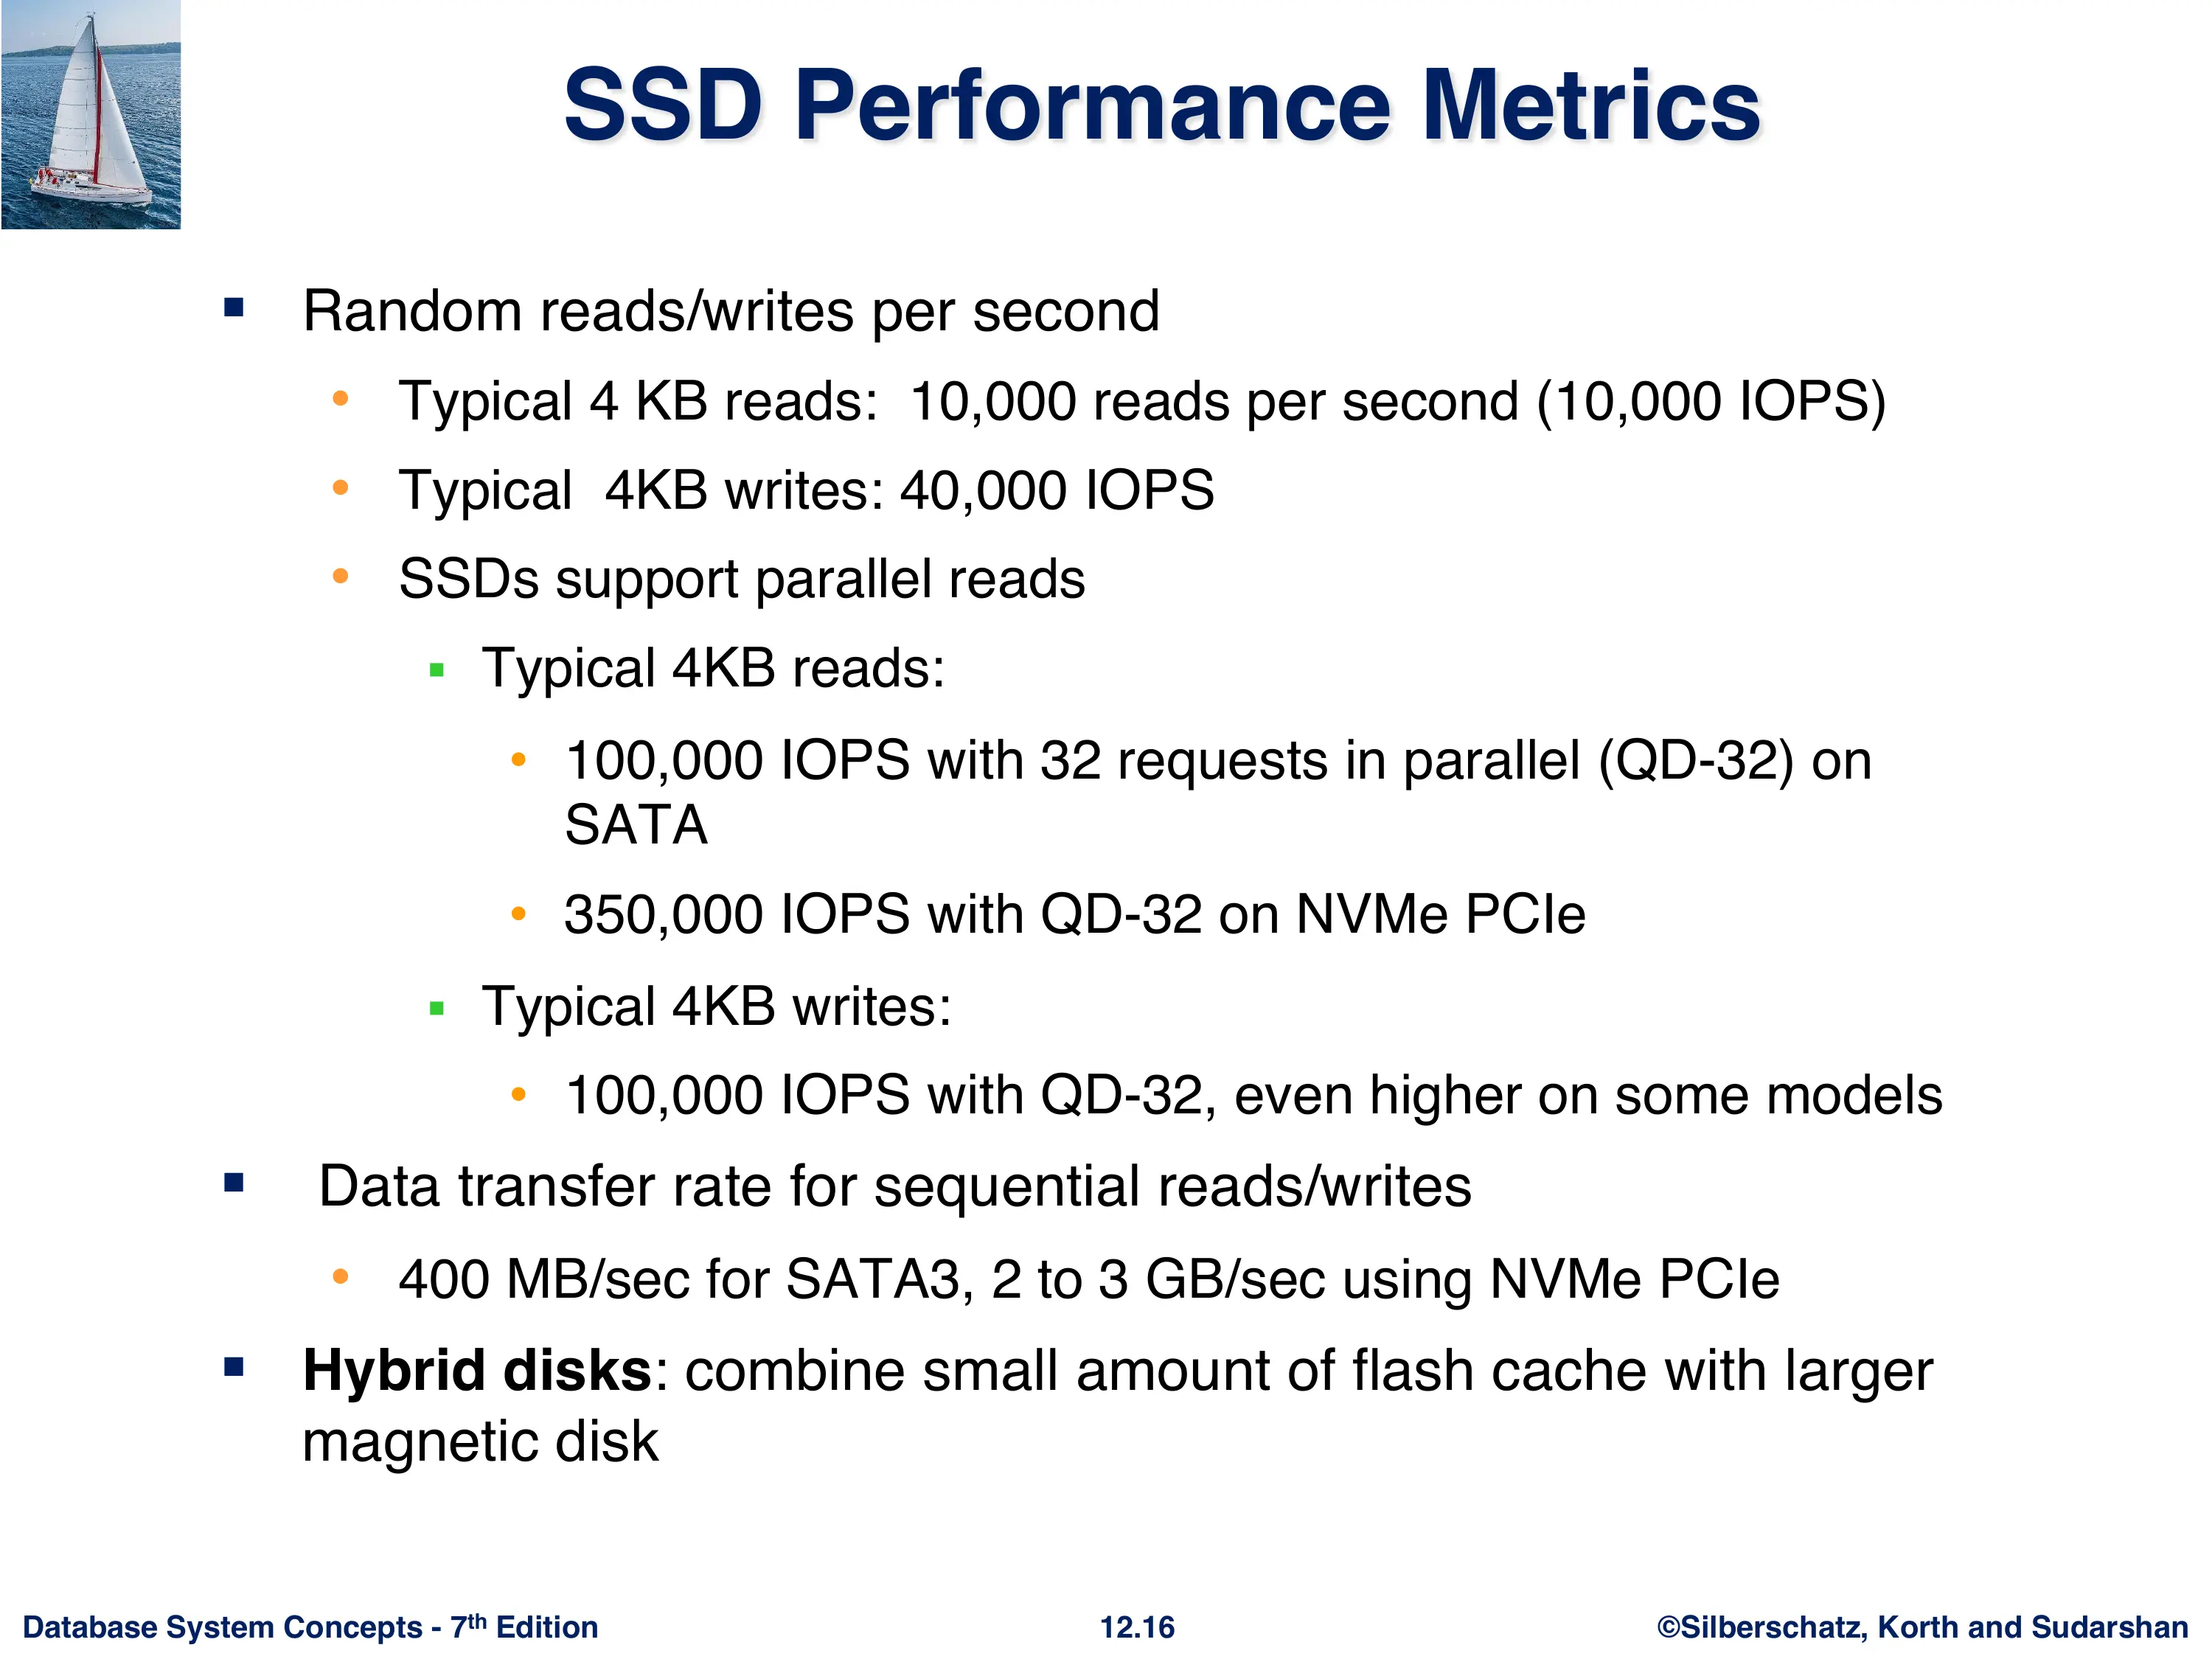 SSD Performance Metrics
Random reads/writes per second
Typical 4 KB reads:  10,000 reads per second (10,000 IOPS)
Typical  4KB writes: 40,000 IOPS
SSDs support parallel reads
Typical 4KB reads:
100,000 IOPS with 32 requests in parallel (QD-32) on
SATA
350,000 IOPS with QD-32 on NVMe PCIe
Typical 4KB writes:
100,000 IOPS with QD-32, even higher on some models
Data transfer rate for sequential reads/writes
400 MB/sec for SATA3, 2 to 3 GB/sec using NVMe PCIe
Hybrid disks: combine small amount of flash cache with larger
magnetic disk
Database System Concepts - 7th Edition
12.16
©Silberschatz, Korth and Sudarshan